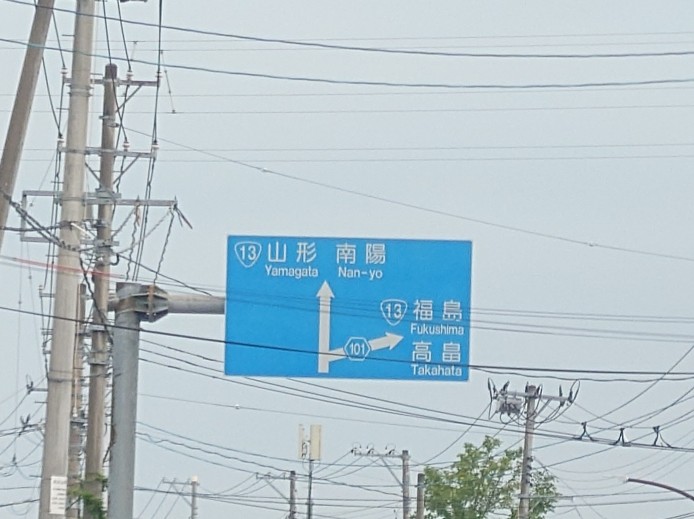 13 山形 南陽
Yamagata Nan-yo
13 福島
Fukushima
101 高畠
Takahata